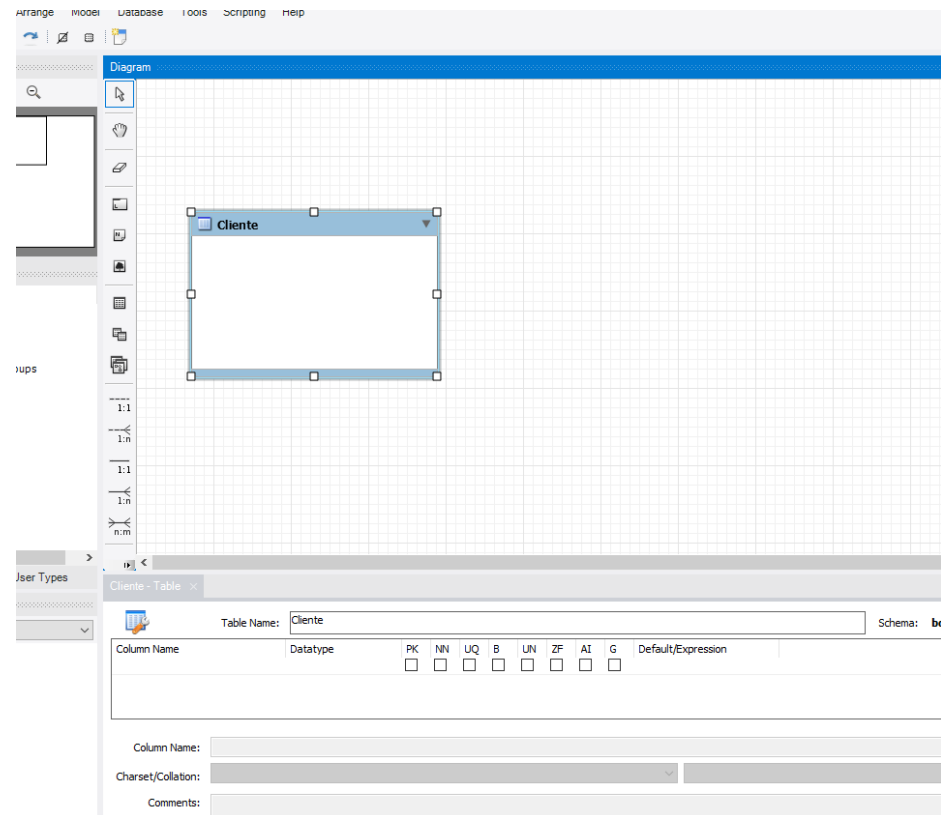 Arrange Model Database Tools Scripting Help
Diagram
Cliente
oups
1:1
1:n
1:1
1:n
n:m
User Types
Cliente - Table
Table Name: Cliente Schema:
Column Name Datatype PK NN UQ B UN ZF AI G Default/Expression
Column Name:
Charset/Collation:
Comments: